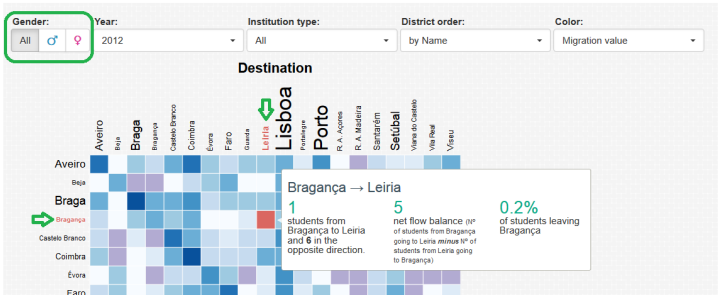 Gender: Year: Institution type: District order: Color:
All ♂ ♀ 2012 All by Name Migration value
Destination
Aveiro Beja Braga Bragança Castelo Branco Coimbra Évora Faro Guarda Leiria Lisboa Portalegre Porto R. A. Açores R. A. Madeira Santarém Setúbal Viana do Castelo Vila Real Viseu
Aveiro
Beja
Braga
Bragança
Castelo Branco
Coimbra
Évora
Faro
Bragança → Leiria
1 5 0.2%
students from
Bragança to Leiria
and 6 in the
opposite direction.
net flow balance (Nº
of students from Bragança
going to Leiria minus Nº of
students from Leiria going
to Bragança)
of students leaving
Bragança